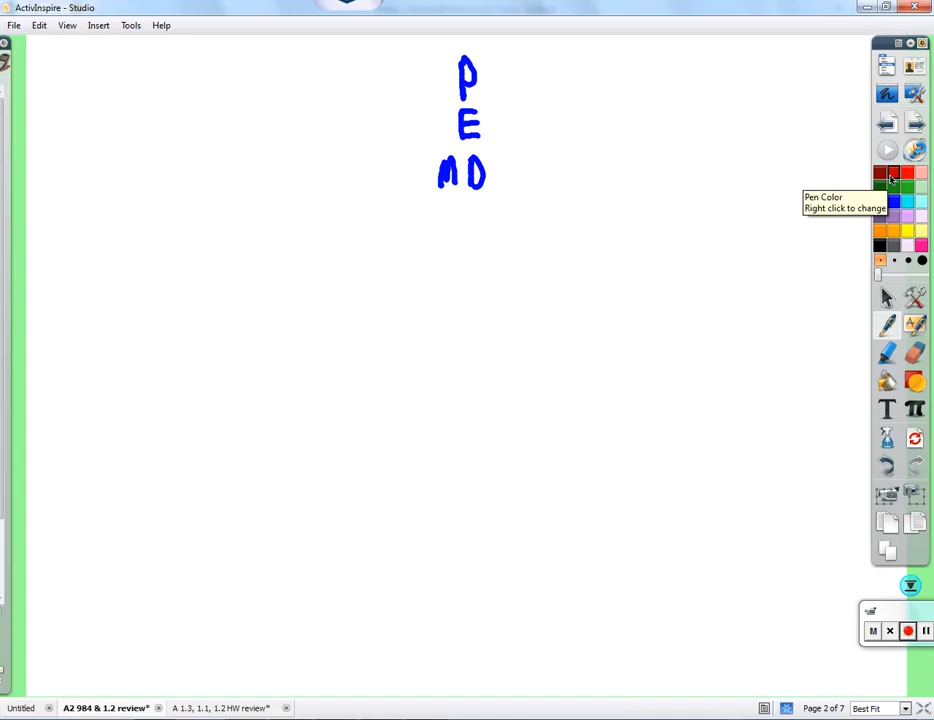 ActivInspire - Studio
File Edit View Insert Tools Help
P
E
M D
Pen Color
Right click to change
T π
M
Untitled A2 984 & 1.2 review* A 1.3, 1.1, 1.2 HW review* Page 2 of 7 Best Fit